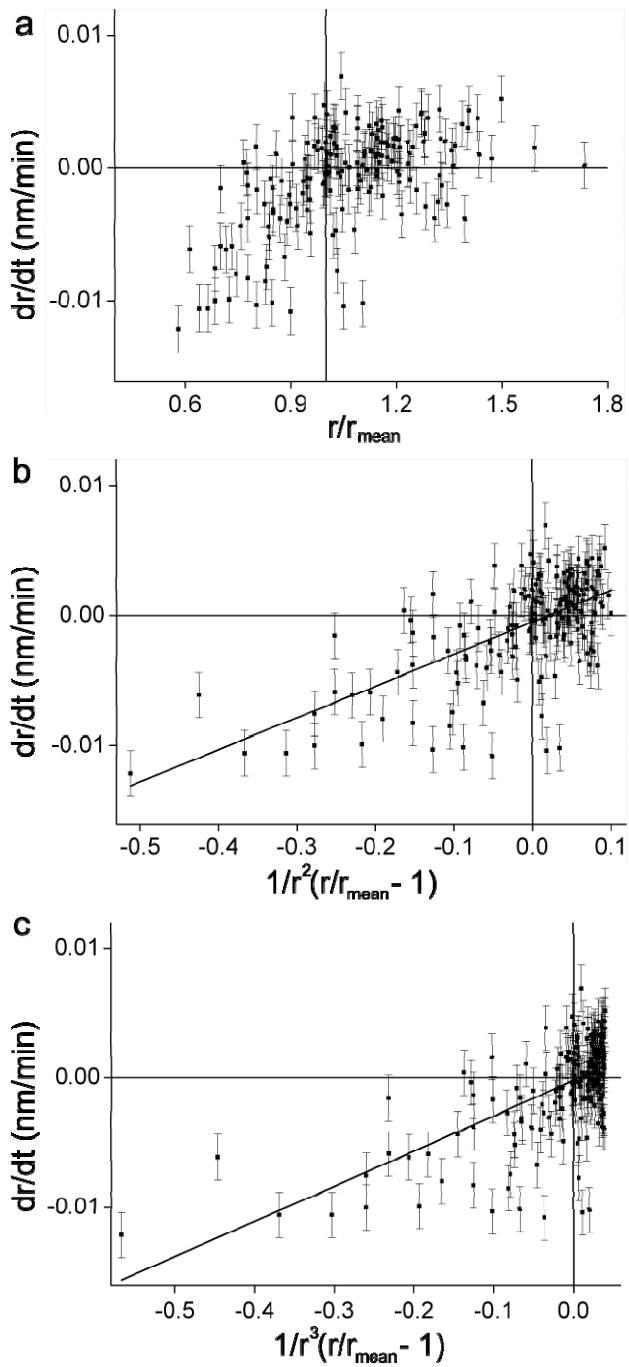 a
0.01
0.00
-0.01
dr/dt (nm/min)
0.6 0.9 1.2 1.5 1.8
r/r_mean
b
0.01
0.00
-0.01
dr/dt (nm/min)
-0.5 -0.4 -0.3 -0.2 -0.1 0.0 0.1
1/r²(r/r_mean - 1)
c
0.01
0.00
-0.01
dr/dt (nm/min)
-0.5 -0.4 -0.3 -0.2 -0.1 0.0
1/r³(r/r_mean - 1)